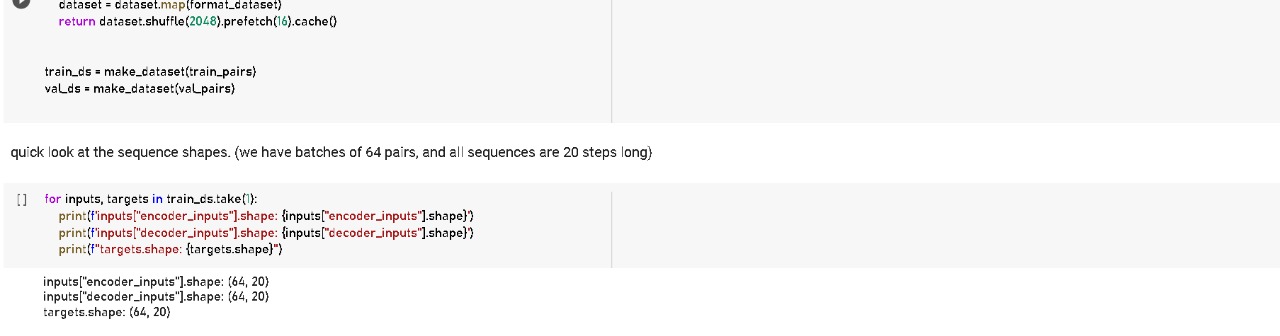 dataset = dataset.map(format_dataset)
return dataset.shuffle(2048).prefetch(16).cache()
train_ds = make_dataset(train_pairs)
val_ds = make_dataset(val_pairs)
quick look at the sequence shapes. (we have batches of 64 pairs, and all sequences are 20 steps long)
[ ] for inputs, targets in train_ds.take(1):
print(f'inputs["encoder_inputs"].shape: {inputs["encoder_inputs"].shape}')
print(f'inputs["decoder_inputs"].shape: {inputs["decoder_inputs"].shape}')
print(f"targets.shape: {targets.shape}")
inputs["encoder_inputs"].shape: (64, 20)
inputs["decoder_inputs"].shape: (64, 20)
targets.shape: (64, 20)